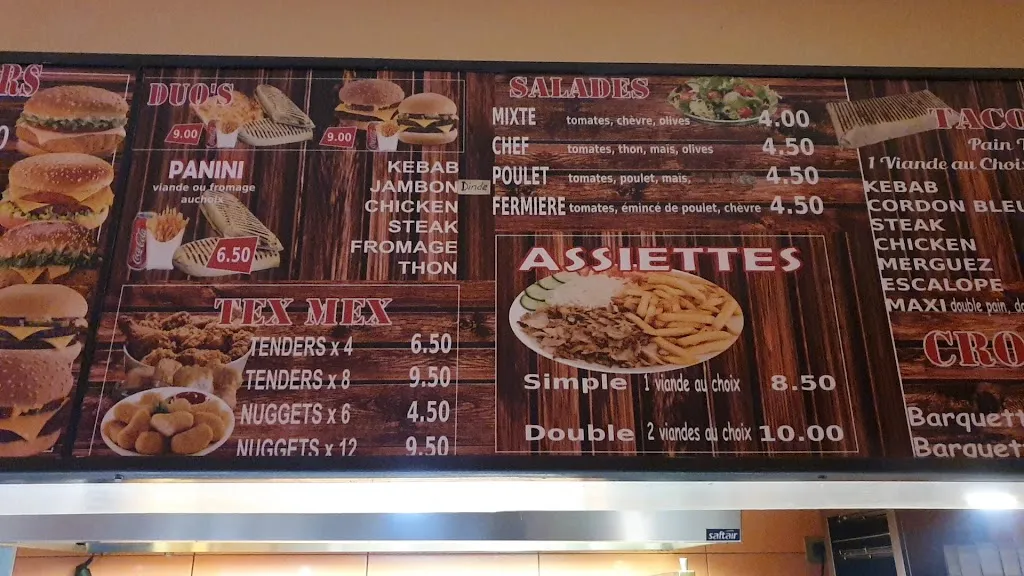 RS
DUO'S
9.00
9.00
PANINI
viande ou fromage
auchoix
6.50
KEBAB
JAMBON Dinde
CHICKEN
STEAK
FROMAGE
THON
TEX MEX
TENDERS x 4 6.50
TENDERS x 8 9.50
NUGGETS x 6 4.50
NUGGETS x 12 9.50
SALADES
MIXTE tomates, chèvre, olives 4.00
CHEF tomates, thon, mais, olives 4.50
POULET tomates, poulet, mais, 4.50
FERMIERE tomates, émincé de poulet, chèvre 4.50
ASSIETTES
Simple 1 viande au choix 8.50
Double 2 viandes au choix 10.00
TACO
Pain
1 Viande au Choi
KEBAB
CORDON BLEU
STEAK
CHICKEN
MERGUEZ
ESCALOPE
MAXI double pain,
CRO
Barquett
Barquet
saftair